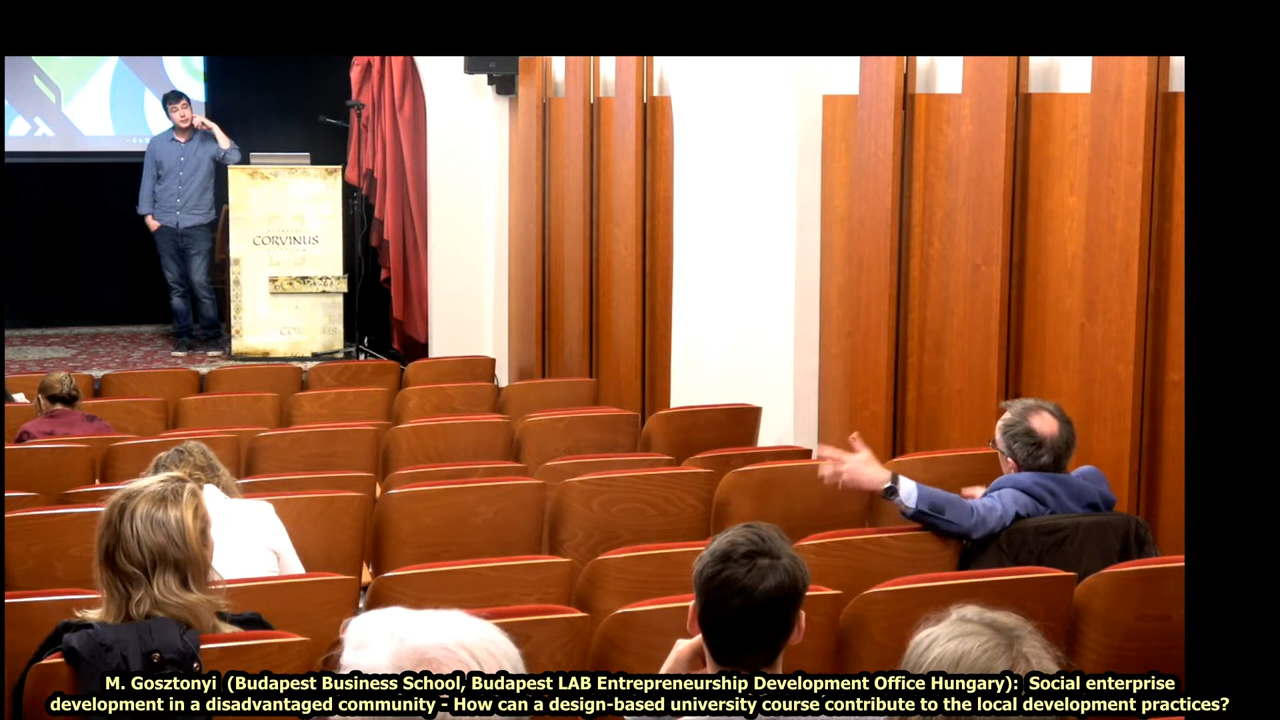 CORVINUS
M. Gosztonyi (Budapest Business School, Budapest LAB Entrepreneurship Development Office Hungary): Social enterprise
development in a disadvantaged community - How can a design-based university course contribute to the local development practices?